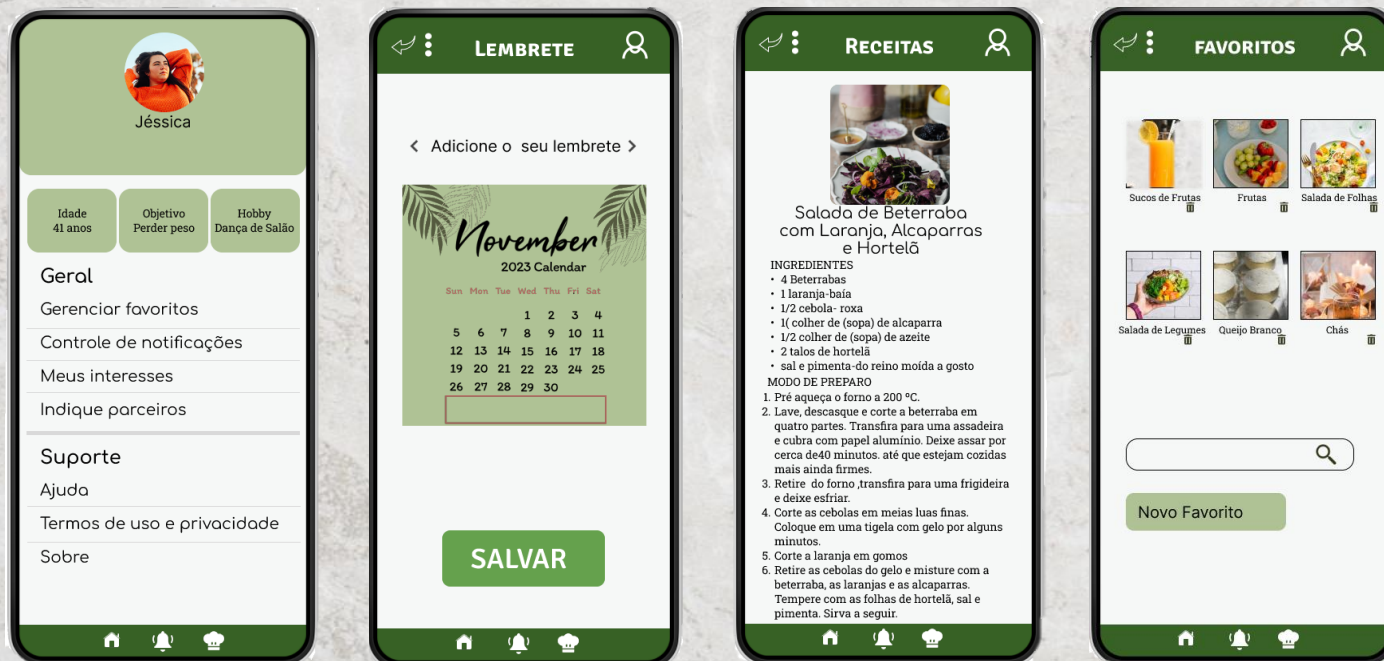 Jéssica
Idade
41 anos
Objetivo
Perder peso
Hobby
Dança de Salão
Geral
Gerenciar favoritos
Controle de notificações
Meus interesses
Indique parceiros
Suporte
Ajuda
Termos de uso e privacidade
Sobre
LEMBRETE
< Adicione o seu lembrete >
November
2023 Calendar
Sun Mon Tue Wed Thu Fri Sat
1 2 3 4
5 6 7 8 9 10 11
12 13 14 15 16 17 18
19 20 21 22 23 24 25
26 27 28 29 30
SALVAR
RECEITAS
Salada de Beterraba
com Laranja, Alcaparras
e Hortelã
INGREDIENTES
• 4 Beterrabas
• 1 laranja-baía
• 1/2 cebola- roxa
• 1( colher de (sopa) de alcaparra
• 1/2 colher de (sopa) de azeite
• 2 talos de hortelã
• sal e pimenta-do reino moída a gosto
MODO DE PREPARO
1. Pré aqueça o forno a 200 ºC.
2. Lave, descasque e corte a beterraba em
quatro partes. Transfira para uma assadeira
e cubra com papel alumínio. Deixe assar por
cerca de40 minutos. até que estejam cozidas
mais ainda firmes.
3. Retire do forno ,transfira para uma frigideira
e deixe esfriar.
4. Corte as cebolas em meias luas finas.
Coloque em uma tigela com gelo por alguns
minutos.
5. Corte a laranja em gomos
6. Retire as cebolas do gelo e misture com a
beterraba, as laranjas e as alcaparras.
Tempere com as folhas de hortelã, sal e
pimenta. Sirva a seguir.
FAVORITOS
Sucos de Frutas
Frutas
Salada de Folhas
Salada de Legumes
Queijo Branco
Chás
Novo Favorito